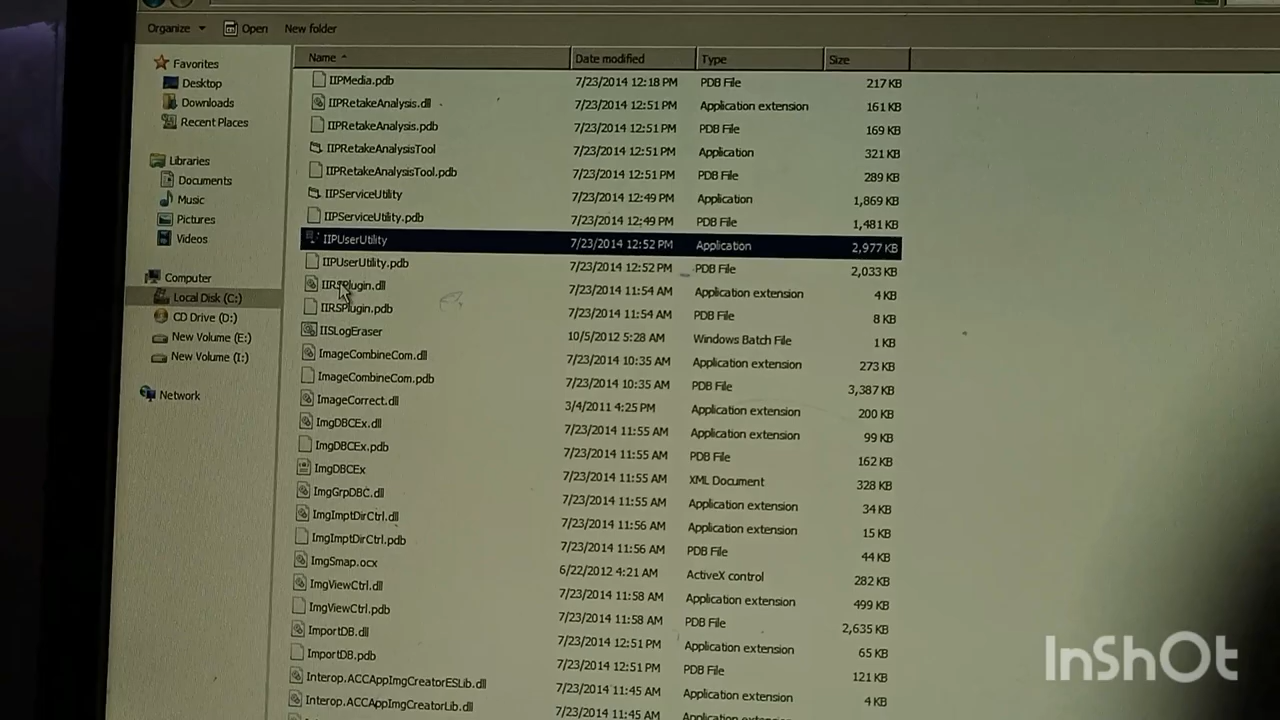 Organize Open New folder
Name Date modified Type Size
Favorites
Desktop
Downloads
Recent Places
Libraries
Documents
Music
Pictures
Videos
Computer
Local Disk (C:)
CD Drive (D:)
New Volume (E:)
New Volume (I:)
Network
IIPMedia.pdb 7/23/2014 12:18 PM PDB File 217 KB
IIPRetakeAnalysis.dll 7/23/2014 12:51 PM Application extension 161 KB
IIPRetakeAnalysis.pdb 7/23/2014 12:51 PM PDB File 169 KB
IIPRetakeAnalysisTool 7/23/2014 12:51 PM Application 321 KB
IIPRetakeAnalysisTool.pdb 7/23/2014 12:51 PM PDB File 289 KB
IIPServiceUtility 7/23/2014 12:49 PM Application 1,869 KB
IIPServiceUtility.pdb 7/23/2014 12:49 PM PDB File 1,481 KB
IIPUserUtility 7/23/2014 12:52 PM Application 2,977 KB
IIPUserUtility.pdb 7/23/2014 12:52 PM PDB File 2,033 KB
IIRSPlugin.dll 7/23/2014 11:54 AM Application extension 4 KB
IIRSPlugin.pdb 7/23/2014 11:54 AM PDB File 8 KB
IISLogEraser 10/5/2012 5:28 AM Windows Batch File 1 KB
ImageCombineCom.dll 7/23/2014 10:35 AM Application extension 273 KB
ImageCombineCom.pdb 7/23/2014 10:35 AM PDB File 3,387 KB
ImageCorrect.dll 3/4/2011 4:25 PM Application extension 200 KB
ImgDBCEx.dll 7/23/2014 11:55 AM Application extension 99 KB
ImgDBCEx.pdb 7/23/2014 11:55 AM PDB File 162 KB
ImgDBCEx 7/23/2014 11:55 AM XML Document 328 KB
ImgGrpDBC.dll 7/23/2014 11:55 AM Application extension 34 KB
ImgImptDirCtrl.dll 7/23/2014 11:56 AM Application extension 15 KB
ImgImptDirCtrl.pdb 7/23/2014 11:56 AM PDB File 44 KB
ImgSmap.ocx 6/22/2012 4:21 AM ActiveX control 282 KB
ImgViewCtrl.dll 7/23/2014 11:58 AM Application extension 499 KB
ImgViewCtrl.pdb 7/23/2014 11:58 AM PDB File 2,635 KB
ImportDB.dll 7/23/2014 12:51 PM Application extension 65 KB
ImportDB.pdb 7/23/2014 12:51 PM PDB File 121 KB
Interop.ACCAppImgCreatorESLib.dll 7/23/2014 11:45 AM Application extension 4 KB
Interop.ACCAppImgCreatorLib.dll 7/23/2014 11:45 AM
InShOt